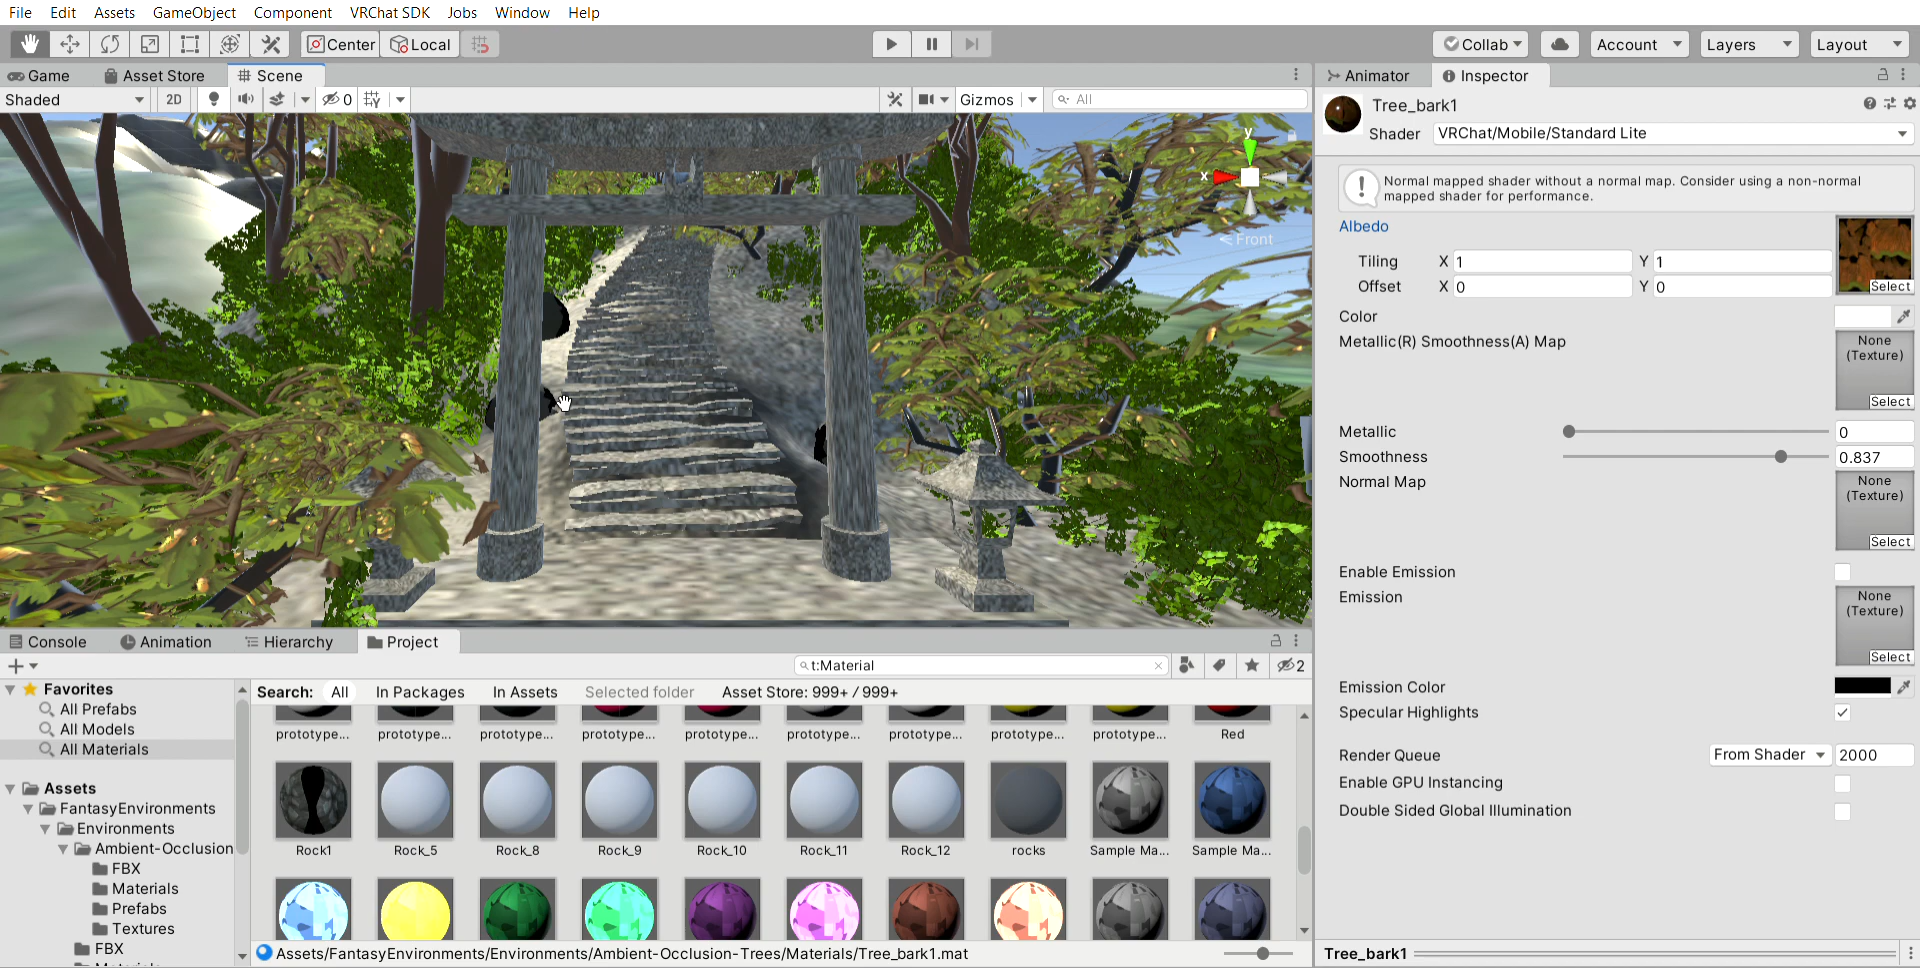 File Edit Assets GameObject Component VRChat SDK Jobs Window Help
Center Local Collab Account Layers Layout
Game Asset Store Scene
Shaded 2D 0 Gizmos All
y
x
Front
Animator Inspector
Tree_bark1
Shader VRChat/Mobile/Standard Lite
Normal mapped shader without a normal map. Consider using a non-normal
mapped shader for performance.
Albedo
Tiling X 1 Y 1
Offset X 0 Y 0
Select
Color
Metallic(R) Smoothness(A) Map
None
(Texture)
Select
Metallic 0
Smoothness 0.837
Normal Map
None
(Texture)
Select
Enable Emission
Emission
None
(Texture)
Select
Emission Color
Specular Highlights
Render Queue From Shader 2000
Enable GPU Instancing
Double Sided Global Illumination
Tree_bark1
Console Animation Hierarchy Project
t:Material 2
Favorites
All Prefabs
All Models
All Materials
Assets
FantasyEnvironments
Environments
Ambient-Occlusion
FBX
Materials
Prefabs
Textures
FBX
Search: All In Packages In Assets Selected folder Asset Store: 999+ / 999+
prototype... prototype... prototype... prototype... prototype... prototype... prototype... prototype... prototype... Red
Rock1 Rock_5 Rock_8 Rock_9 Rock_10 Rock_11 Rock_12 rocks Sample Ma... Sample Ma...
Assets/FantasyEnvironments/Environments/Ambient-Occlusion-Trees/Materials/Tree_bark1.mat